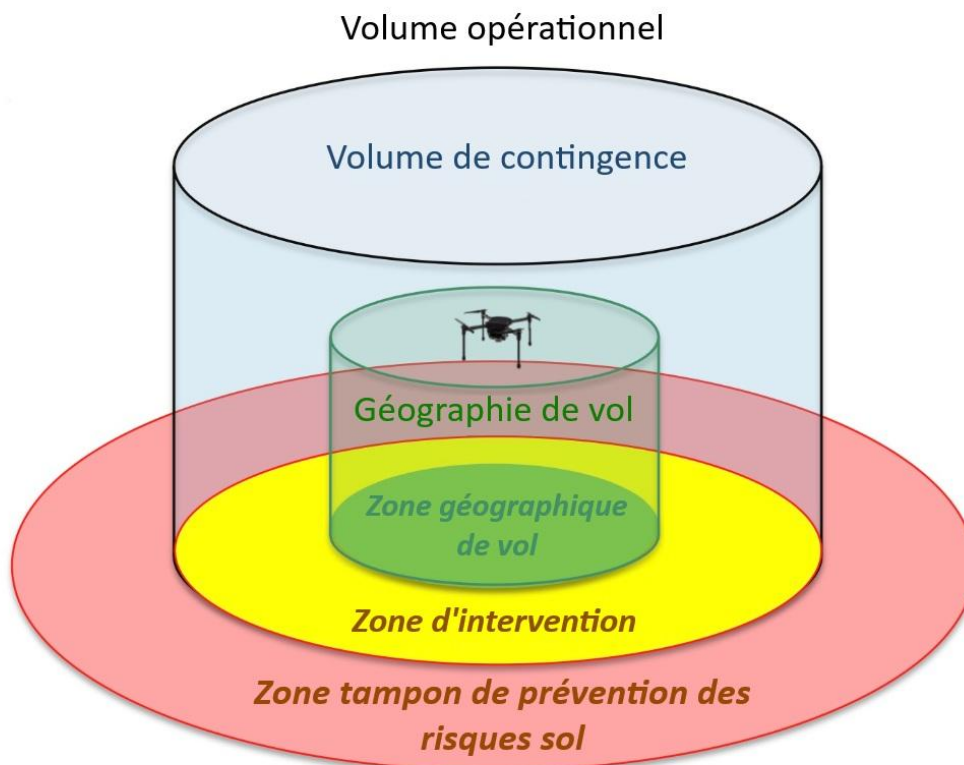 Volume opérationnel
Volume de contingence
Géographie de vol
Zone géographique
de vol
Zone d'intervention
Zone tampon de prévention des
risques sol